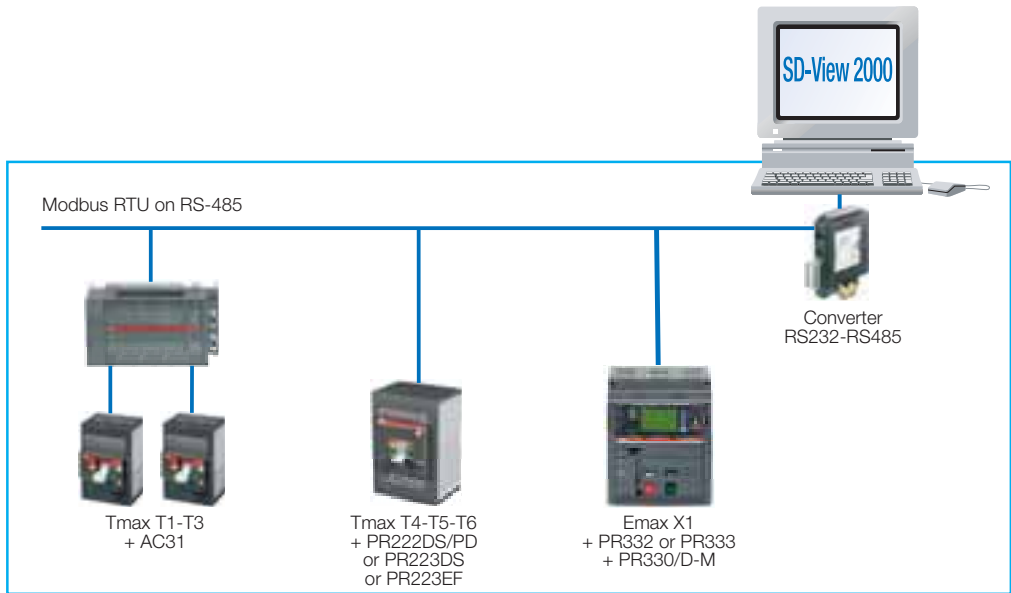 SD-View 2000
Modbus RTU on RS-485
Converter
RS232-RS485
Tmax T1-T3
+ AC31
Tmax T4-T5-T6
+ PR222DS/PD
or PR223DS
or PR223EF
Emax X1
+ PR332 or PR333
+ PR330/D-M